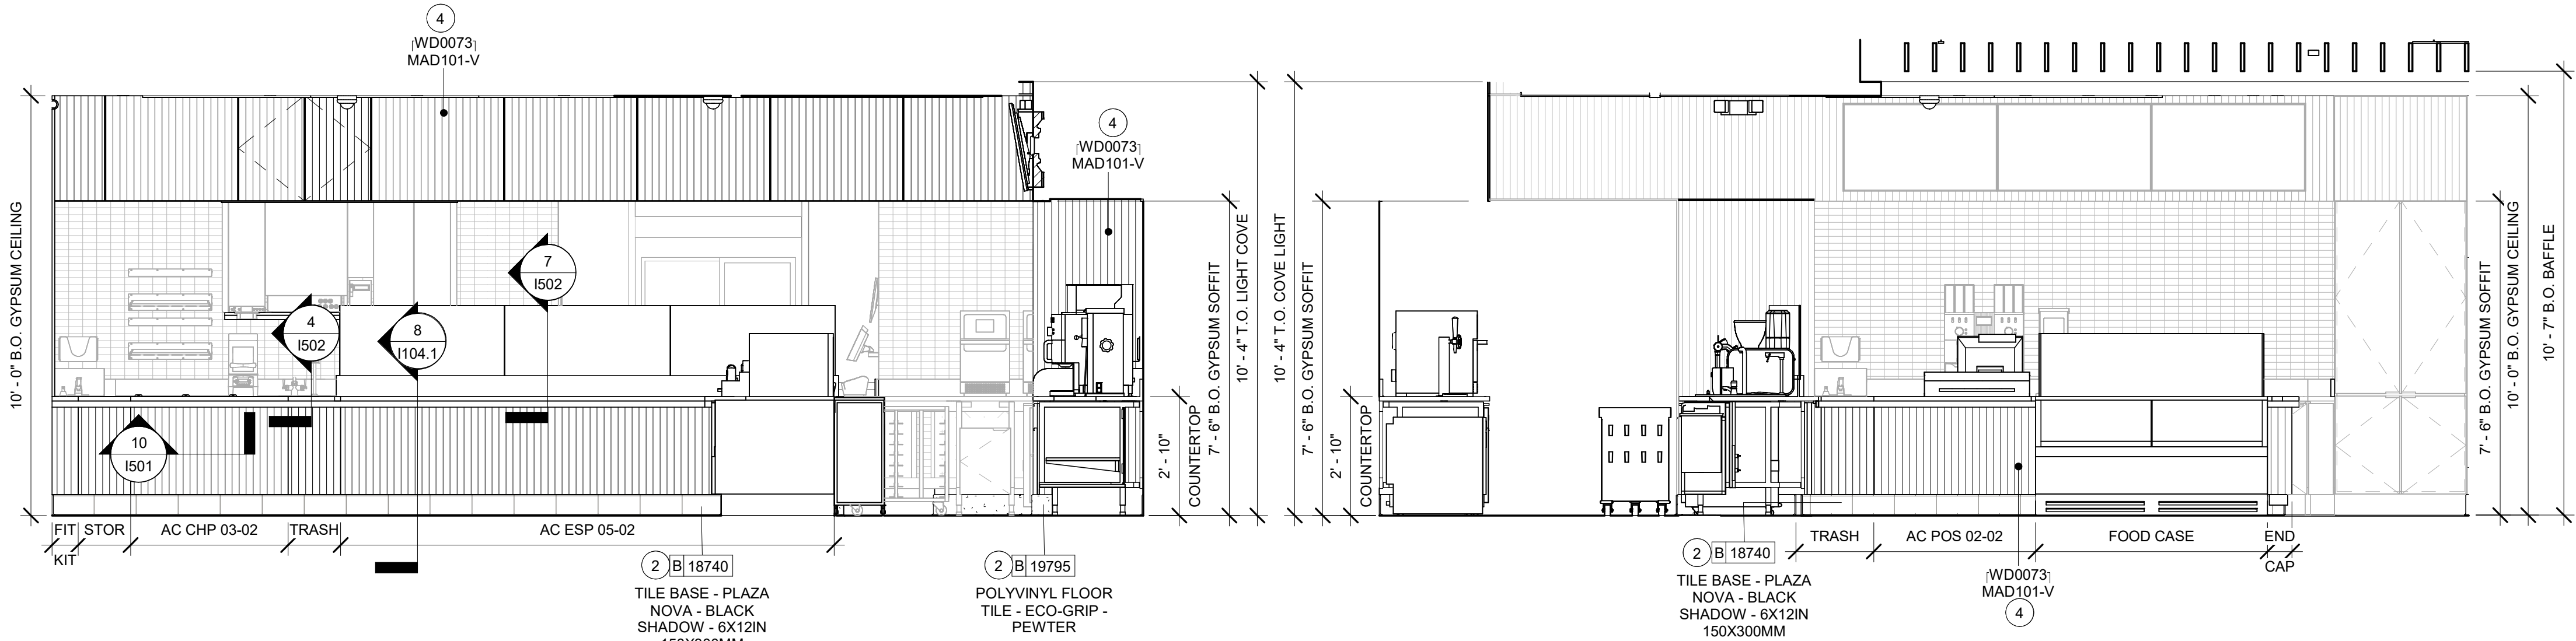 4
WD0073
MAD101-V
4
WD0073
MAD101-V
10' - 0" B.O. GYPSUM CEILING
7
I502
4
I502
8
I104.1
10
I501
2' - 10"
COUNTERTOP
7' - 6" B.O. GYPSUM SOFFIT
10' - 4" T.O. LIGHT COVE
FIT
KIT
STOR
AC CHP 03-02
TRASH
AC ESP 05-02
2 B 18740
TILE BASE - PLAZA
NOVA - BLACK
SHADOW - 6X12IN
150X300MM
2 B 19795
POLYVINYL FLOOR
TILE - ECO-GRIP -
PEWTER
10' - 4" T.O. COVE LIGHT
7' - 6" B.O. GYPSUM SOFFIT
2' - 10"
COUNTERTOP
7' - 6" B.O. GYPSUM SOFFIT
10' - 0" B.O. GYPSUM CEILING
10' - 7" B.O. BAFFLE
TRASH
AC POS 02-02
FOOD CASE
END
CAP
2 B 18740
TILE BASE - PLAZA
NOVA - BLACK
SHADOW - 6X12IN
150X300MM
WD0073
MAD101-V
4